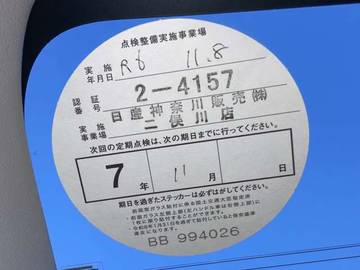 点検整備実施事業場
実施
年月日 R6 11.8
認証
番号 2-4157
実施
事業場 日産神奈川販売㈱
二俣川店
次回の定期点検は、次の期日までに行ってください。
7年 11月 日
期日を過ぎたステッカーは必ずはがしてください。
BB 994026